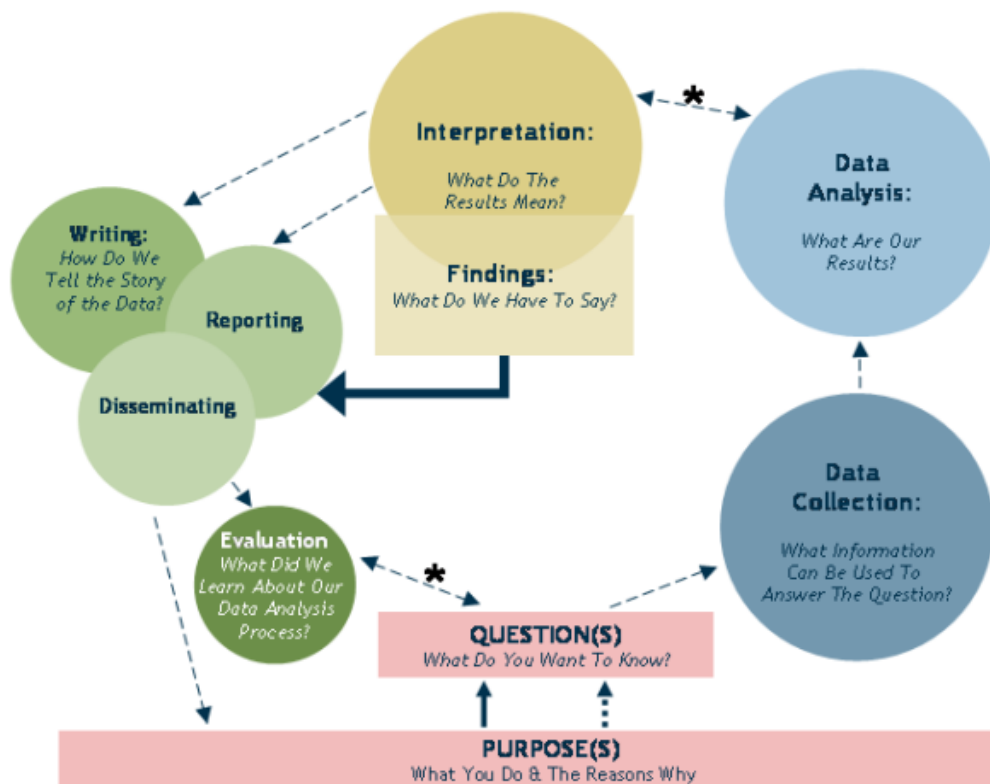 *
Interpretation:
What Do The
Results Mean?
Data
Analysis:
What Are Our
Results?
Writing:
How Do We
Tell the Story
of the Data?
Findings:
What Do We Have To Say?
Reporting
Disseminating
Data
Collection:
What Information
Can Be Used To
Answer The Question?
Evaluation
What Did We
Learn About Our
Data Analysis
Process?
*
QUESTION(S)
What Do You Want To Know?
PURPOSE(S)
What You Do & The Reasons Why